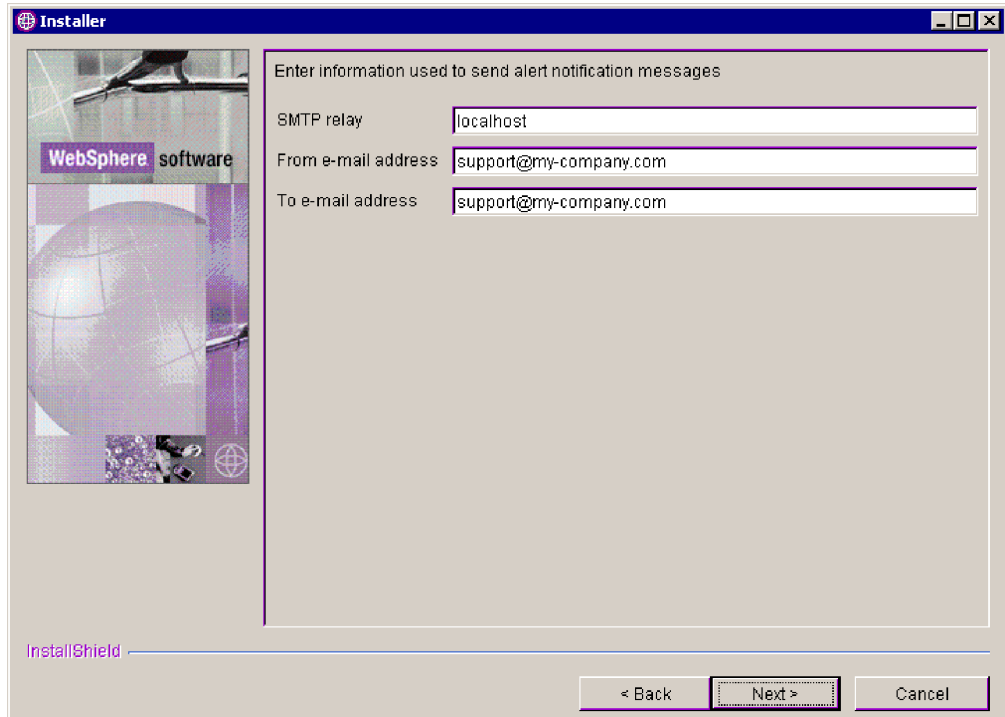 Installer
WebSphere software
Enter information used to send alert notification messages
SMTP relay localhost
From e-mail address support@my-company.com
To e-mail address support@my-company.com
InstallShield
< Back Next > Cancel